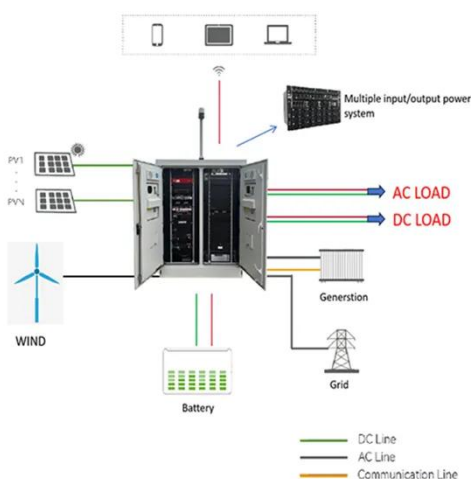 Multiple input/output power
system
PV1
PVN
AC LOAD
DC LOAD
WIND
Generstion
Grid
Battery
DC Line
AC Line
Communication Line